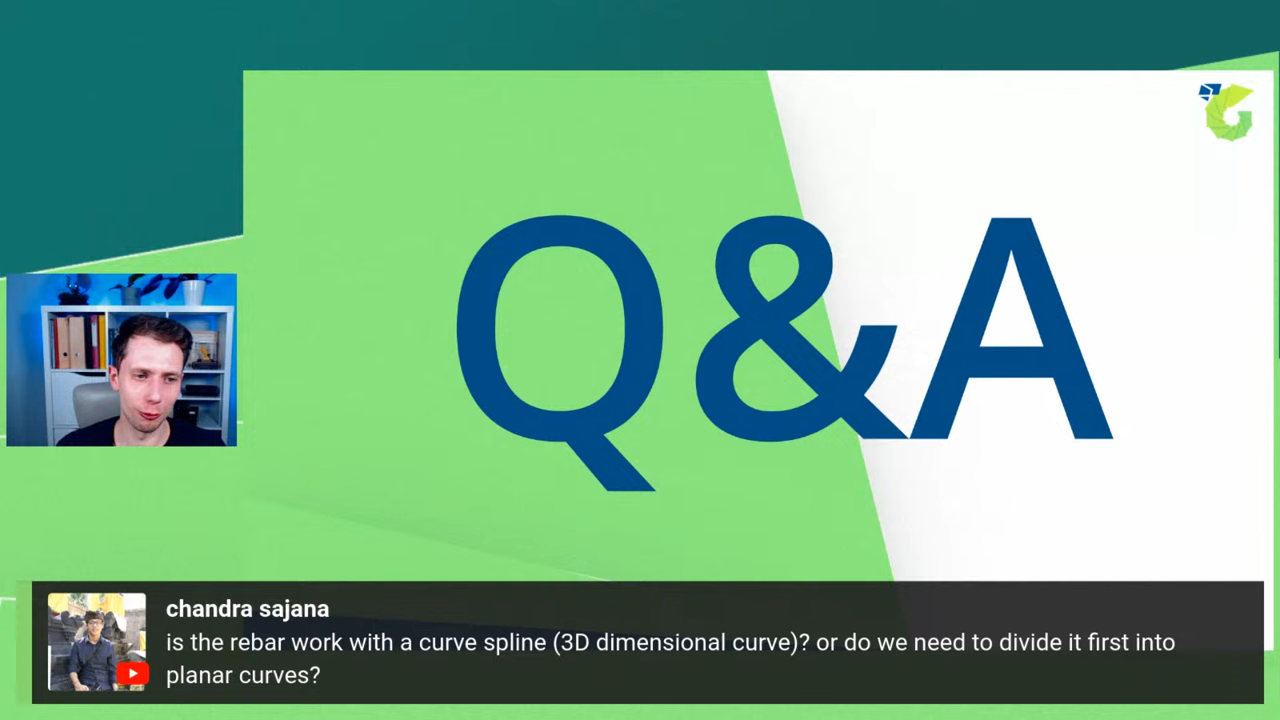 Q&A
chandra sajana
is the rebar work with a curve spline (3D dimensional curve)? or do we need to divide it first into
planar curves?